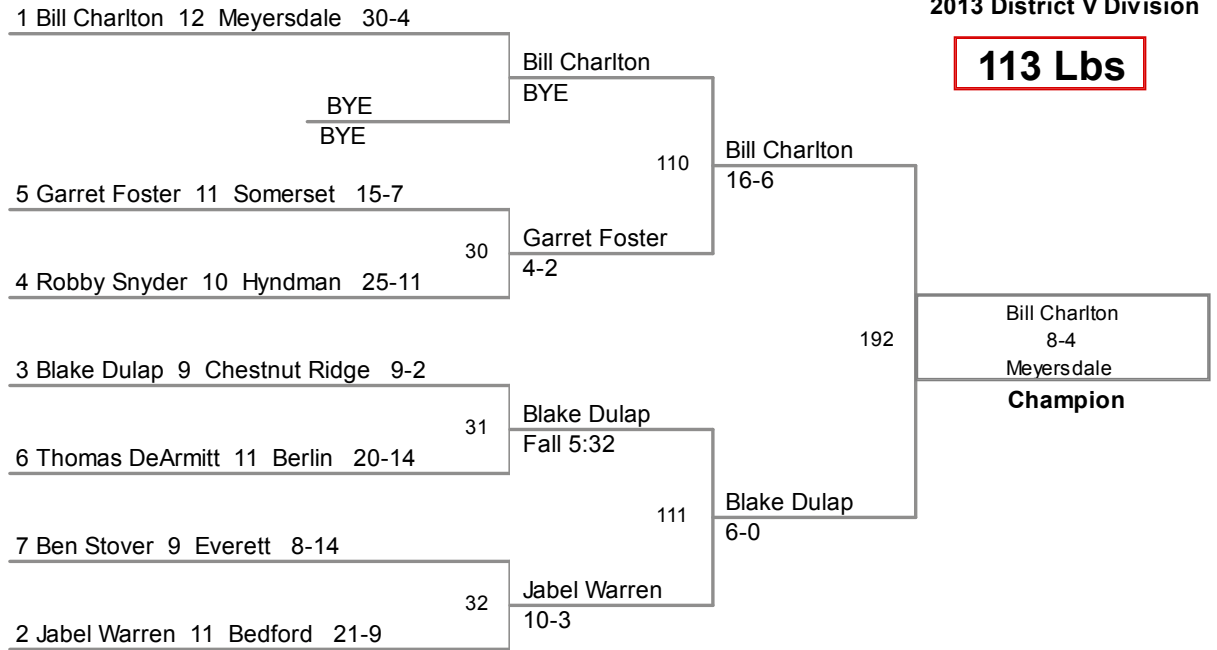 2013 District V Division
113 Lbs
1 Bill Charlton 12 Meyersdale 30-4
Bill Charlton
BYE
BYE
BYE
110
Bill Charlton
16-6
5 Garret Foster 11 Somerset 15-7
30
Garret Foster
4-2
4 Robby Snyder 10 Hyndman 25-11
192
Bill Charlton
8-4
Meyersdale
Champion
3 Blake Dulap 9 Chestnut Ridge 9-2
31
Blake Dulap
Fall 5:32
6 Thomas DeArmitt 11 Berlin 20-14
111
Blake Dulap
6-0
7 Ben Stover 9 Everett 8-14
32
Jabel Warren
10-3
2 Jabel Warren 11 Bedford 21-9